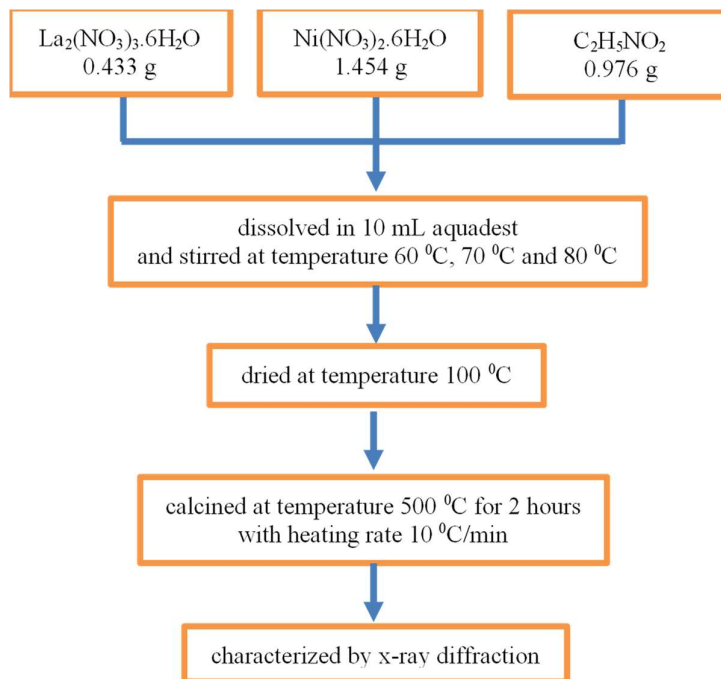 La₂(NO₃)₃.6H₂O
0.433 g
Ni(NO₃)₂.6H₂O
1.454 g
C₂H₅NO₂
0.976 g
dissolved in 10 mL aquadest
and stirred at temperature 60 ⁰C, 70 ⁰C and 80 ⁰C
dried at temperature 100 ⁰C
calcined at temperature 500 ⁰C for 2 hours
with heating rate 10 ⁰C/min
characterized by x-ray diffraction